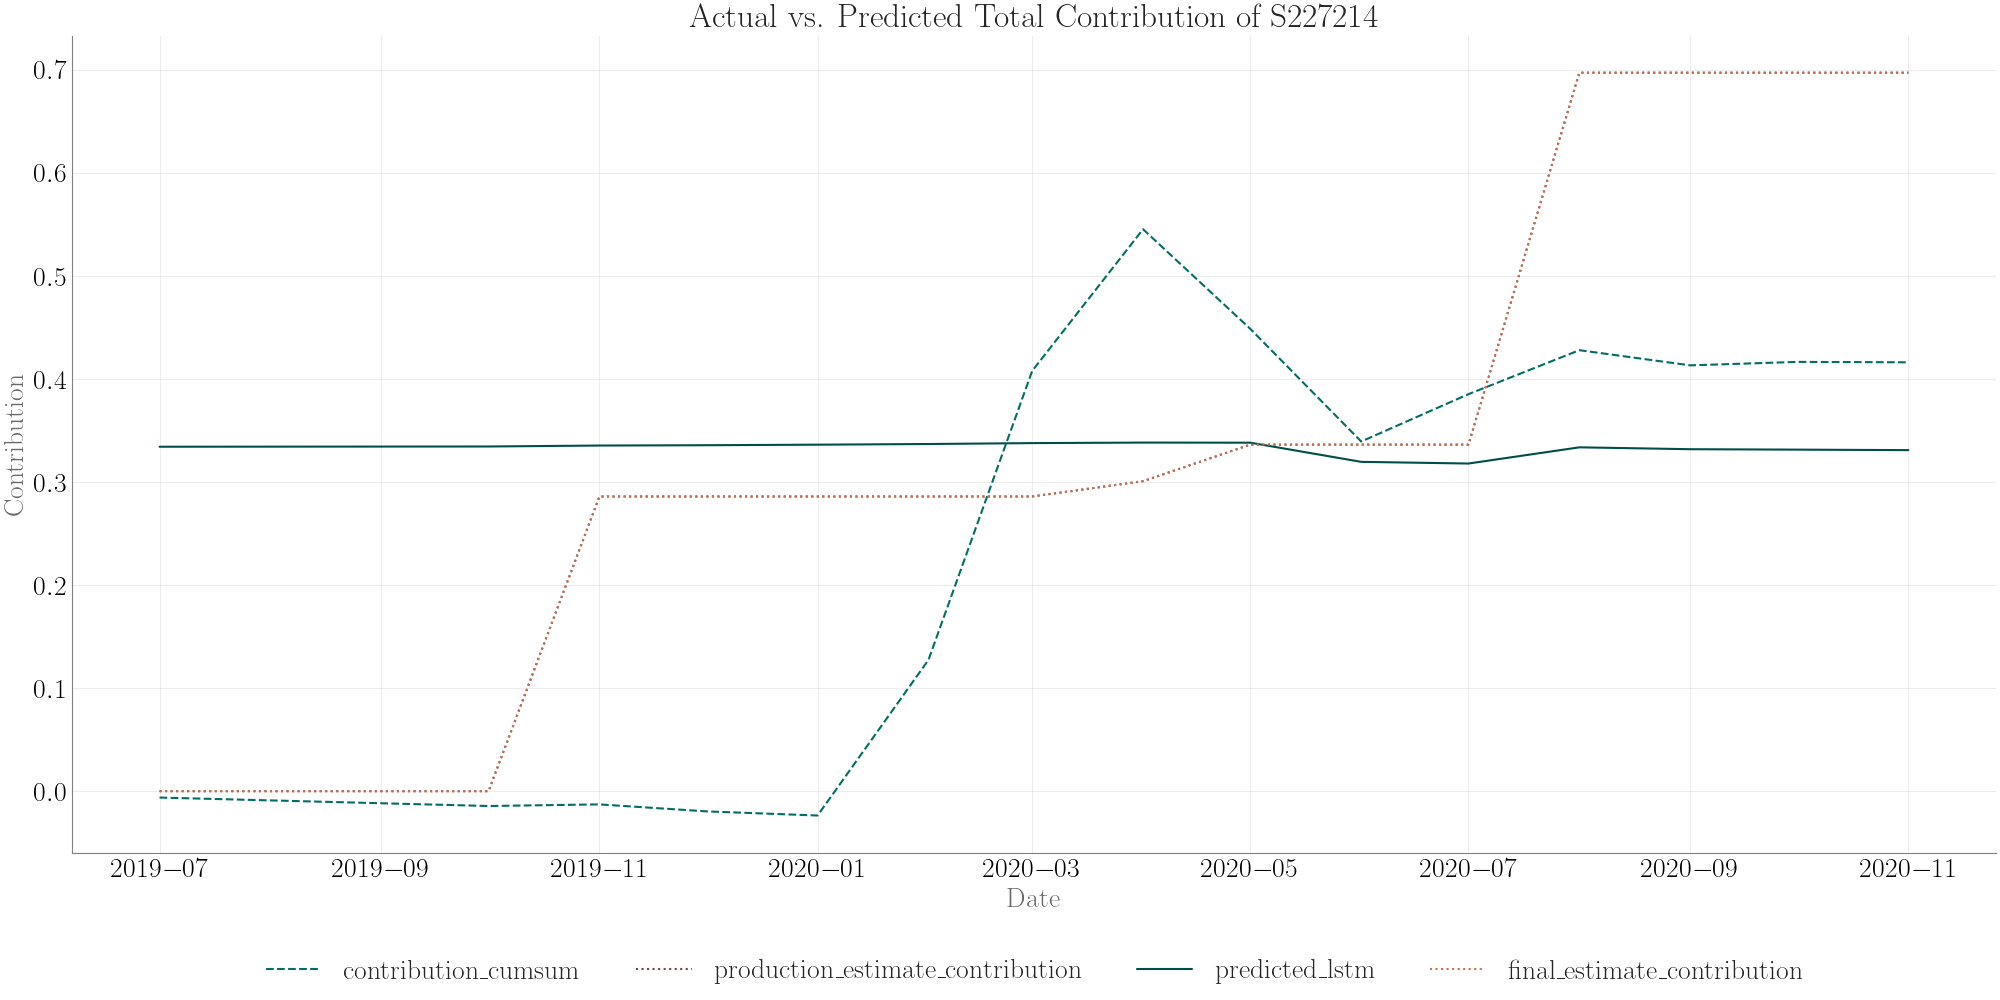 Actual vs. Predicted Total Contribution of S227214
0.7
0.6
0.5
0.4
0.3
0.2
0.1
0.0
Contribution
2019−07 2019−09 2019−11 2020−01 2020−03 2020−05 2020−07 2020−09 2020−11
Date
contribution_cumsum production_estimate_contribution predicted_lstm final_estimate_contribution